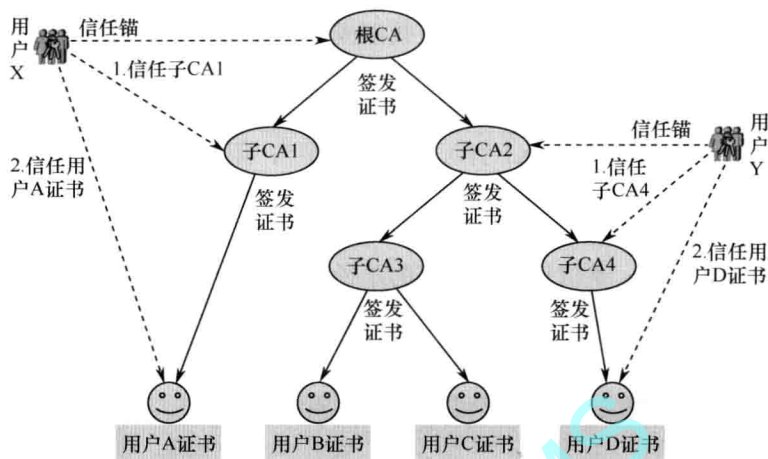 用户X
信任锚
根CA
1.信任子CA1
签发
证书
子CA1
子CA2
信任锚
用户Y
2.信任用
户A证书
签发
证书
签发
证书
1.信任
子CA4
子CA3
子CA4
2.信任用
户D证书
签发
证书
签发
证书
用户A证书
用户B证书
用户C证书
用户D证书